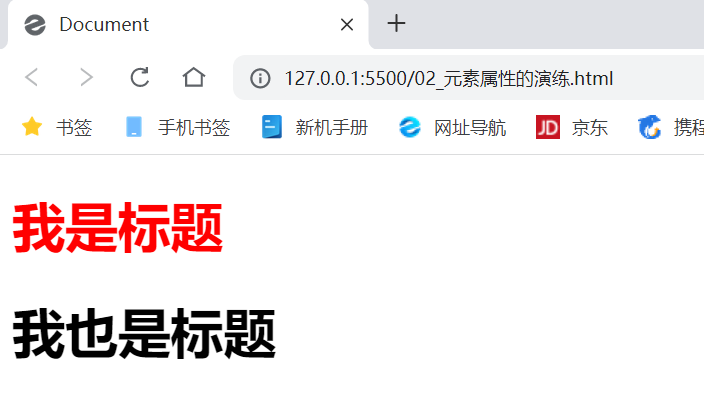 Document
127.0.0.1:5500/02_元素属性的演练.html
书签 手机书签 新机手册 网址导航 JD 京东 携程
我是标题
我也是标题